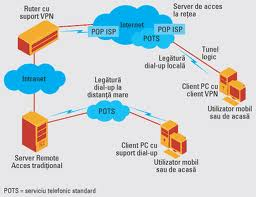 Ruter cu
suport VPN
Internet
Server de acces
la rețea
POP ISP
POP ISP
POTS
Tunel
logic
Legătură
dial-up locală
Intranet
Legătură
dial-up la
distanță mare
Client PC cu
client VPN
Utilizator mobil
sau de acasă
POTS
Server Remote
Acces tradițional
Client PC cu
suport dial-up
Utilizator mobil
sau de acasă
POTS = serviciu telefonic standard